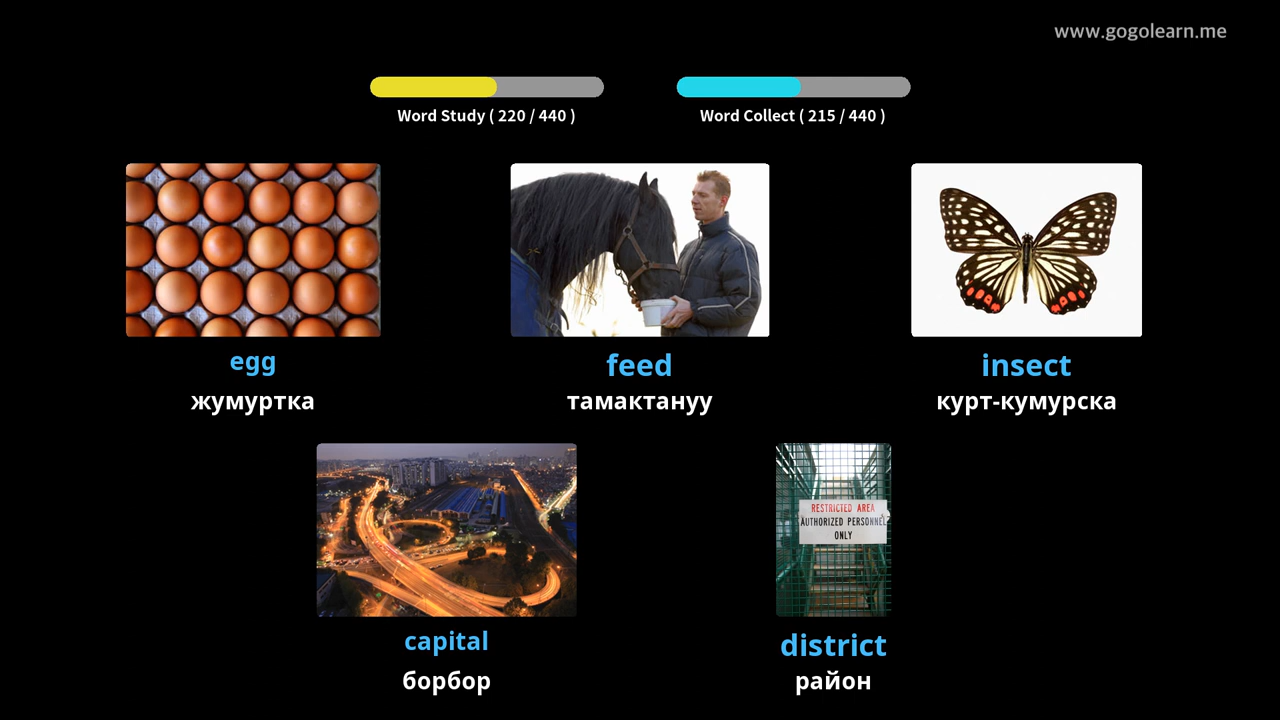 www.gogolearn.me
Word Study ( 220 / 440 )
Word Collect ( 215 / 440 )
egg
feed
insect
жумуртка
тамактануу
курт-кумурска
RESTRICTED AREA
AUTHORIZED PERSONNEL
ONLY
capital
district
борбор
район